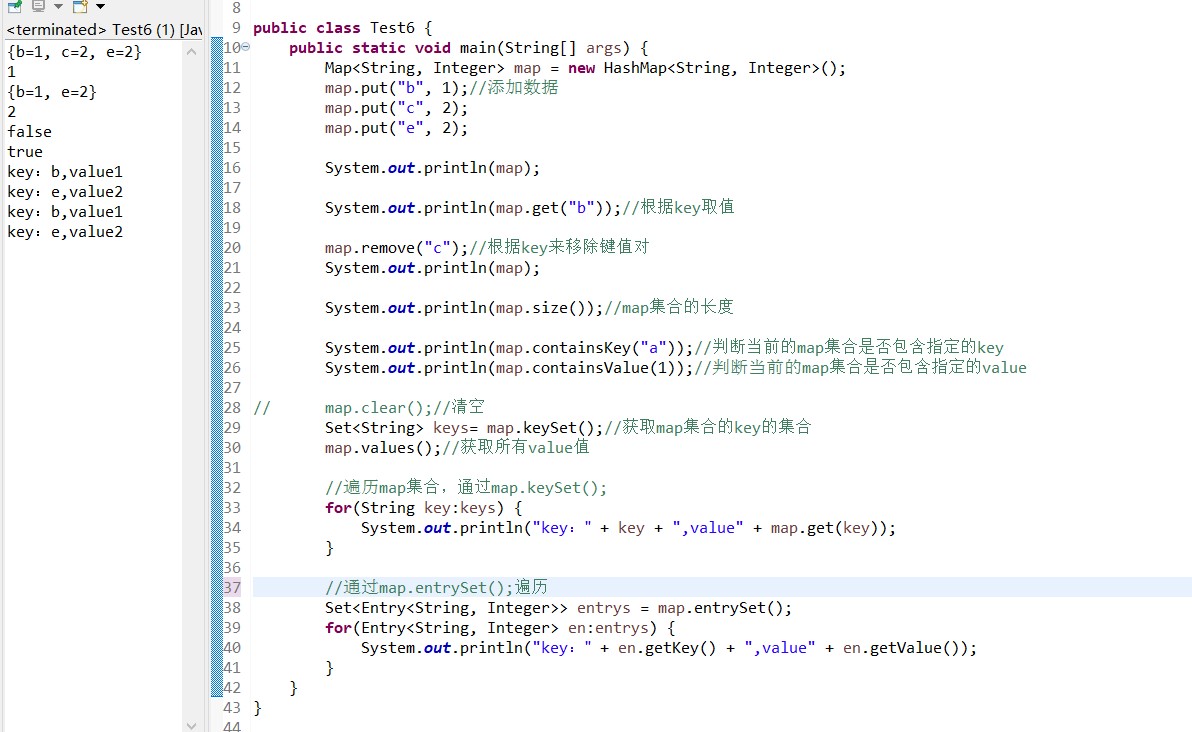 <terminated> Test6 (1) [Jav
{b=1, c=2, e=2}
1
{b=1, e=2}
2
false
true
key：b,value1
key：e,value2
key：b,value1
key：e,value2
8
9 public class Test6 {
10 public static void main(String[] args) {
11 Map<String, Integer> map = new HashMap<String, Integer>();
12 map.put("b", 1);//添加数据
13 map.put("c", 2);
14 map.put("e", 2);
15
16 System.out.println(map);
17
18 System.out.println(map.get("b"));//根据key取值
19
20 map.remove("c");//根据key来移除键值对
21 System.out.println(map);
22
23 System.out.println(map.size());//map集合的长度
24
25 System.out.println(map.containsKey("a"));//判断当前的map集合是否包含指定的key
26 System.out.println(map.containsValue(1));//判断当前的map集合是否包含指定的value
27
28 // map.clear();//清空
29 Set<String> keys= map.keySet();//获取map集合的key的集合
30 map.values();//获取所有value值
31
32 //遍历map集合，通过map.keySet();
33 for(String key:keys) {
34 System.out.println("key：" + key + ",value" + map.get(key));
35 }
36
37 //通过map.entrySet();遍历
38 Set<Entry<String, Integer>> entrys = map.entrySet();
39 for(Entry<String, Integer> en:entrys) {
40 System.out.println("key：" + en.getKey() + ",value" + en.getValue());
41 }
42 }
43 }
44